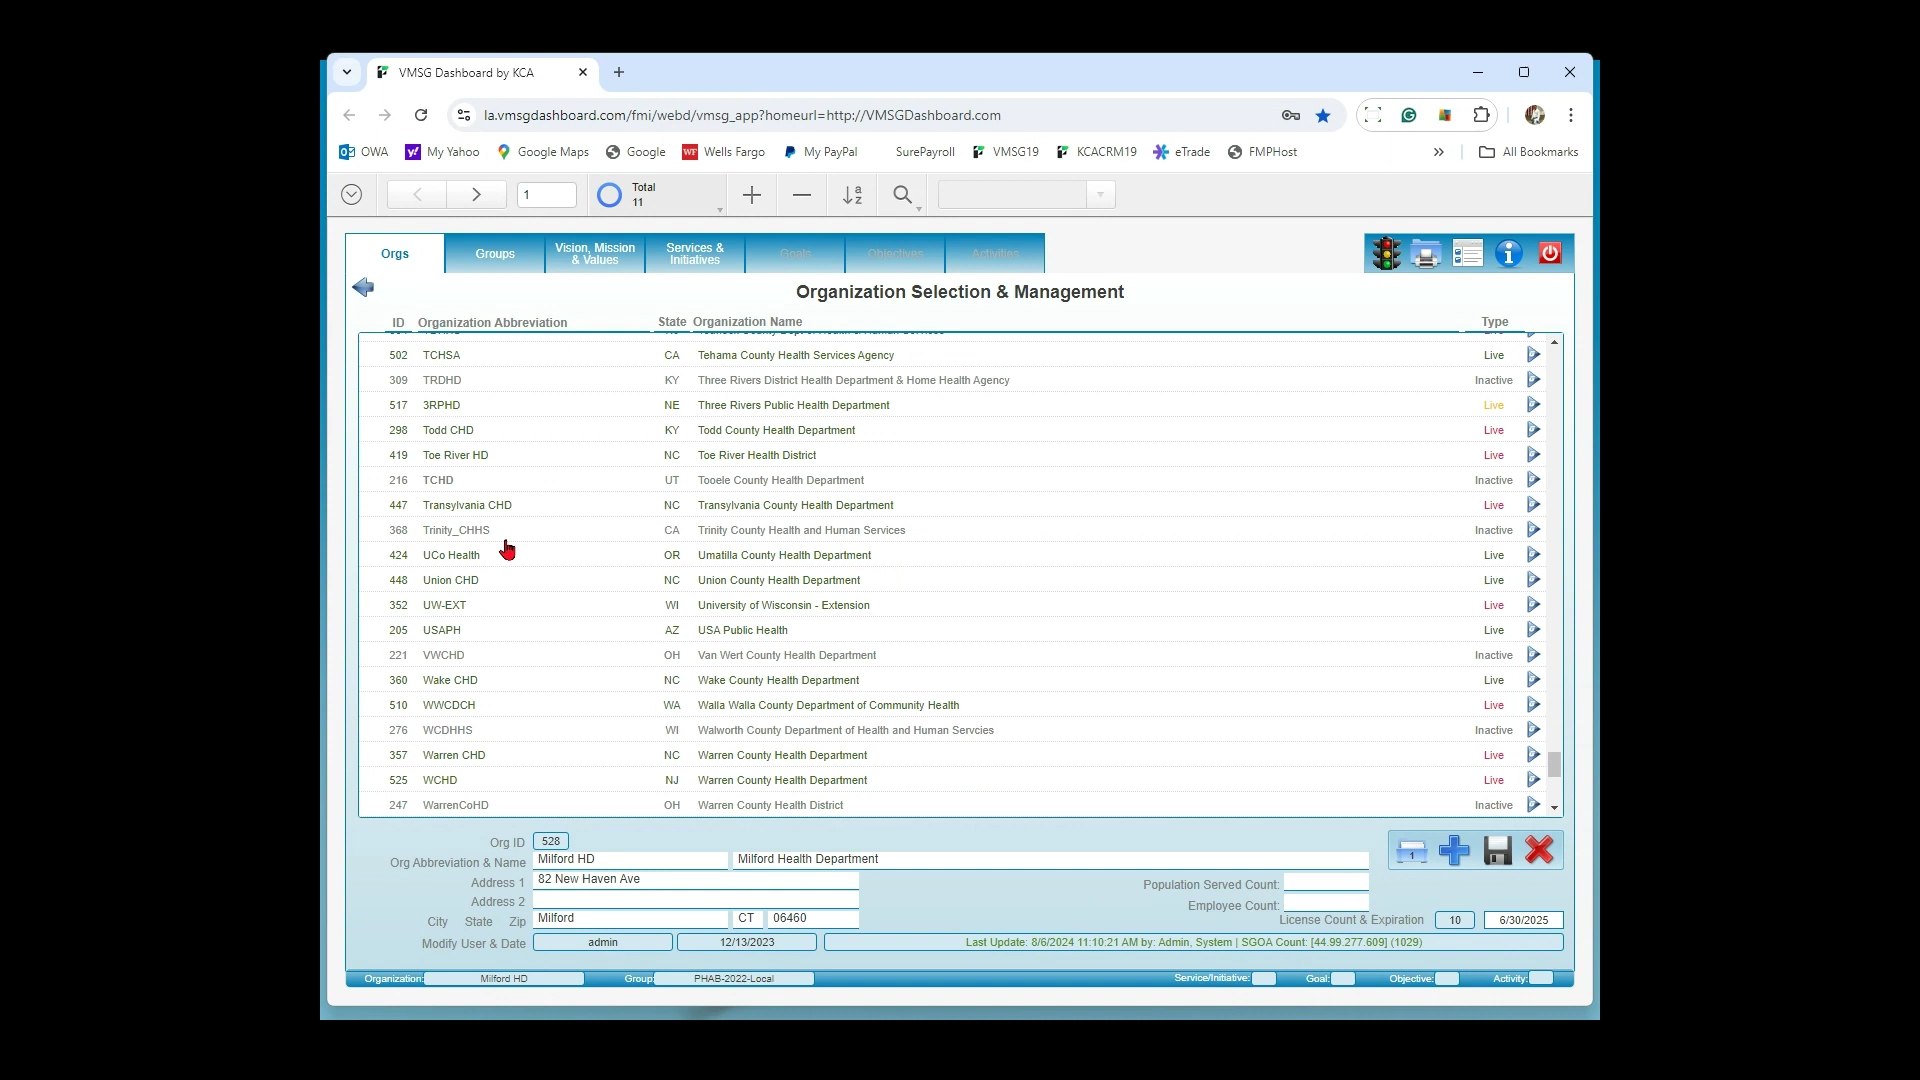 VMSG Dashboard by KCA
la.vmsgdashboard.com/fmi/webd/vmsg_app?homeurl=http://VMSGDashboard.com
OWA My Yahoo Google Maps Google Wells Fargo My PayPal SurePayroll VMSG19 KCACRM19 eTrade FMPHost » All Bookmarks
1 Total 11
Orgs Groups Vision, Mission & Values Services & Initiatives Goals Objectives Activities
Organization Selection & Management
ID Organization Abbreviation State Organization Name Type
502 TCHSA CA Tehama County Health Services Agency Live
309 TRDHD KY Three Rivers District Health Department & Home Health Agency Inactive
517 3RPHD NE Three Rivers Public Health Department Live
298 Todd CHD KY Todd County Health Department Live
419 Toe River HD NC Toe River Health District Live
216 TCHD UT Tooele County Health Department Inactive
447 Transylvania CHD NC Transylvania County Health Department Live
368 Trinity_CHHS CA Trinity County Health and Human Services Inactive
424 UCo Health OR Umatilla County Health Department Live
448 Union CHD NC Union County Health Department Live
352 UW-EXT WI University of Wisconsin - Extension Live
205 USAPH AZ USA Public Health Live
221 VWCHD OH Van Wert County Health Department Inactive
360 Wake CHD NC Wake County Health Department Live
510 WWCDCH WA Walla Walla County Department of Community Health Live
276 WCDHHS WI Walworth County Department of Health and Human Servcies Inactive
357 Warren CHD NC Warren County Health Department Live
525 WCHD NJ Warren County Health Department Live
247 WarrenCoHD OH Warren County Health District Inactive
Org ID 528
Org Abbreviation & Name Milford HD Milford Health Department
Address 1 82 New Haven Ave Population Served Count:
Address 2 Employee Count:
City State Zip Milford CT 06460 License Count & Expiration 10 6/30/2025
Modify User & Date admin 12/13/2023 Last Update: 8/6/2024 11:10:21 AM by: Admin, System | SGOA Count: [44.99.277.609] (1029)
Organization: Milford HD Group: PHAB-2022-Local Service/Initiative: Goal: Objective: Activity: